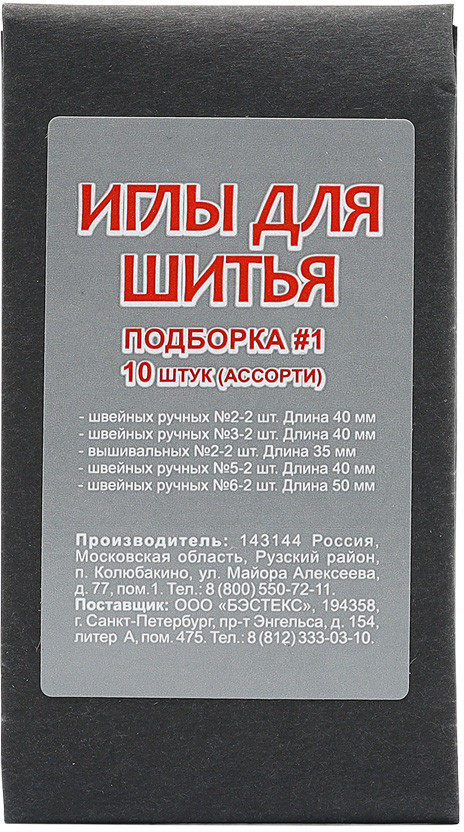 ИГЛЫ ДЛЯ
ШИТЬЯ
ПОДБОРКА #1
10 ШТУК (АССОРТИ)
- швейных ручных №2-2 шт. Длина 40 мм
- швейных ручных №3-2 шт. Длина 40 мм
- вышивальных №2-2 шт. Длина 35 мм
- швейных ручных №5-2 шт. Длина 40 мм
- швейных ручных №6-2 шт. Длина 50 мм
Производитель: 143144 Россия,
Московская область, Рузский район,
п. Колюбакино, ул. Майора Алексеева,
д. 77, пом.1. Тел.: 8 (800) 550-72-11.
Поставщик: ООО «БЭСТЕКС», 194358,
г. Санкт-Петербург, пр-т Энгельса, д. 154,
литер А, пом. 475. Тел.: 8 (812) 333-03-10.